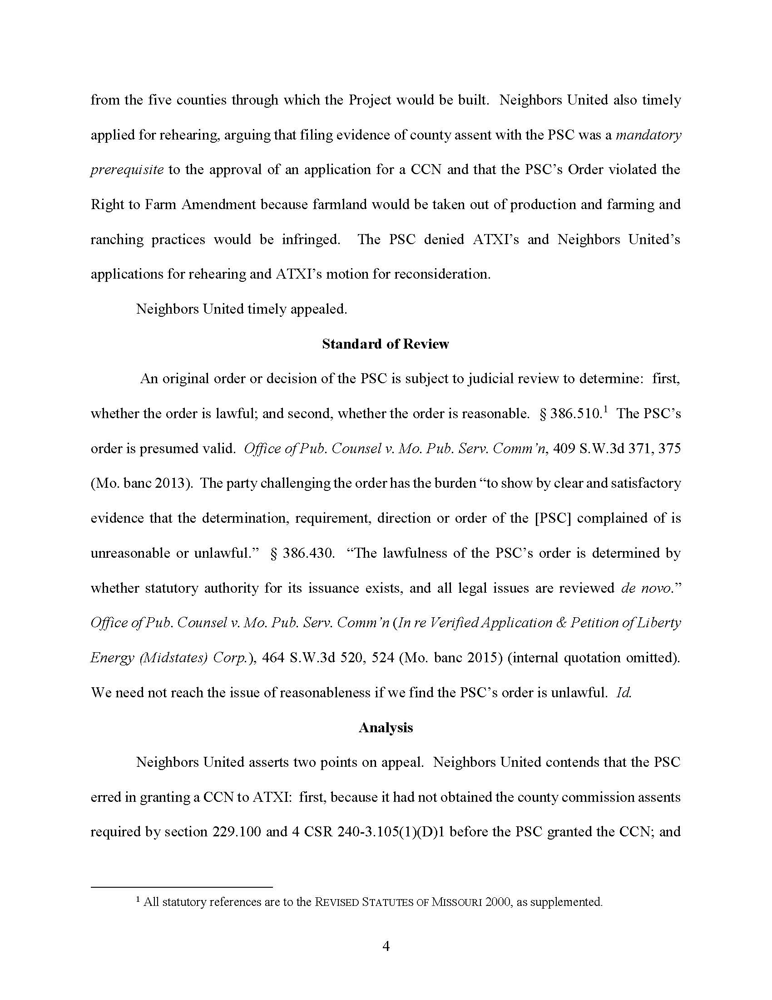 from the five counties through which the Project would be built.  Neighbors United also timely
applied for rehearing, arguing that filing evidence of county assent with the PSC was a mandatory
prerequisite to the approval of an application for a CCN and that the PSC’s Order violated the
Right to Farm Amendment because farmland would be taken out of production and farming and
ranching practices would be infringed.  The PSC denied ATXI’s and Neighbors United’s
applications for rehearing and ATXI’s motion for reconsideration.
Neighbors United timely appealed.
Standard of Review
An original order or decision of the PSC is subject to judicial review to determine:  first,
whether the order is lawful; and second, whether the order is reasonable.  § 386.510.¹  The PSC’s
order is presumed valid.  Office of Pub. Counsel v. Mo. Pub. Serv. Comm’n, 409 S.W.3d 371, 375
(Mo. banc 2013).  The party challenging the order has the burden “to show by clear and satisfactory
evidence that the determination, requirement, direction or order of the [PSC] complained of is
unreasonable or unlawful.”  § 386.430.  “The lawfulness of the PSC’s order is determined by
whether statutory authority for its issuance exists, and all legal issues are reviewed de novo.”
Office of Pub. Counsel v. Mo. Pub. Serv. Comm’n (In re Verified Application & Petition of Liberty
Energy (Midstates) Corp.), 464 S.W.3d 520, 524 (Mo. banc 2015) (internal quotation omitted).
We need not reach the issue of reasonableness if we find the PSC’s order is unlawful.  Id.
Analysis
Neighbors United asserts two points on appeal.  Neighbors United contends that the PSC
erred in granting a CCN to ATXI:  first, because it had not obtained the county commission assents
required by section 229.100 and 4 CSR 240-3.105(1)(D)1 before the PSC granted the CCN; and
¹ All statutory references are to the REVISED STATUTES OF MISSOURI 2000, as supplemented.
4